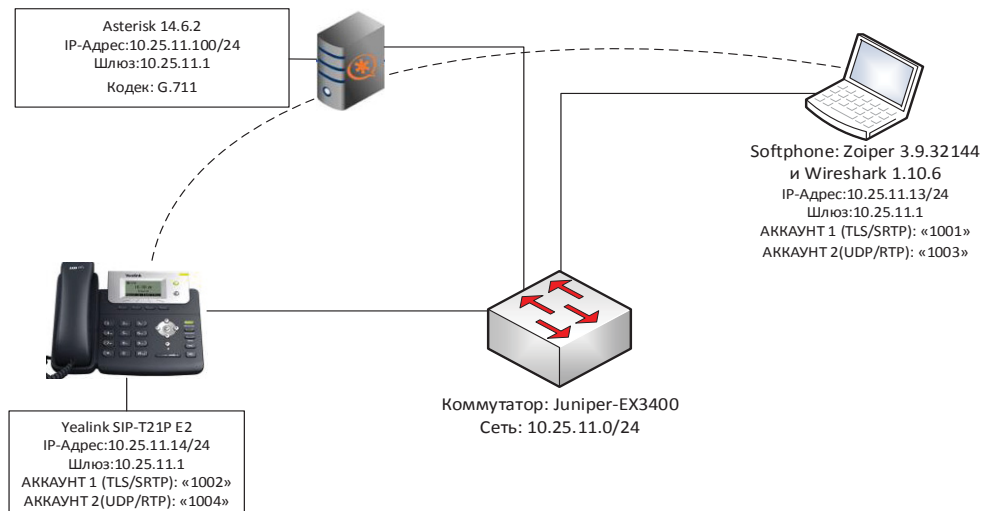 Asterisk 14.6.2
IP-Адрес:10.25.11.100/24
Шлюз:10.25.11.1
Кодек: G.711
Softphone: Zoiper 3.9.32144
и Wireshark 1.10.6
IP-Адрес:10.25.11.13/24
Шлюз:10.25.11.1
АККАУНТ 1 (TLS/SRTP): «1001»
АККАУНТ 2(UDP/RTP): «1003»
Коммутатор: Juniper-EX3400
Сеть: 10.25.11.0/24
Yealink SIP-T21P E2
IP-Адрес:10.25.11.14/24
Шлюз:10.25.11.1
АККАУНТ 1 (TLS/SRTP): «1002»
АККАУНТ 2(UDP/RTP): «1004»